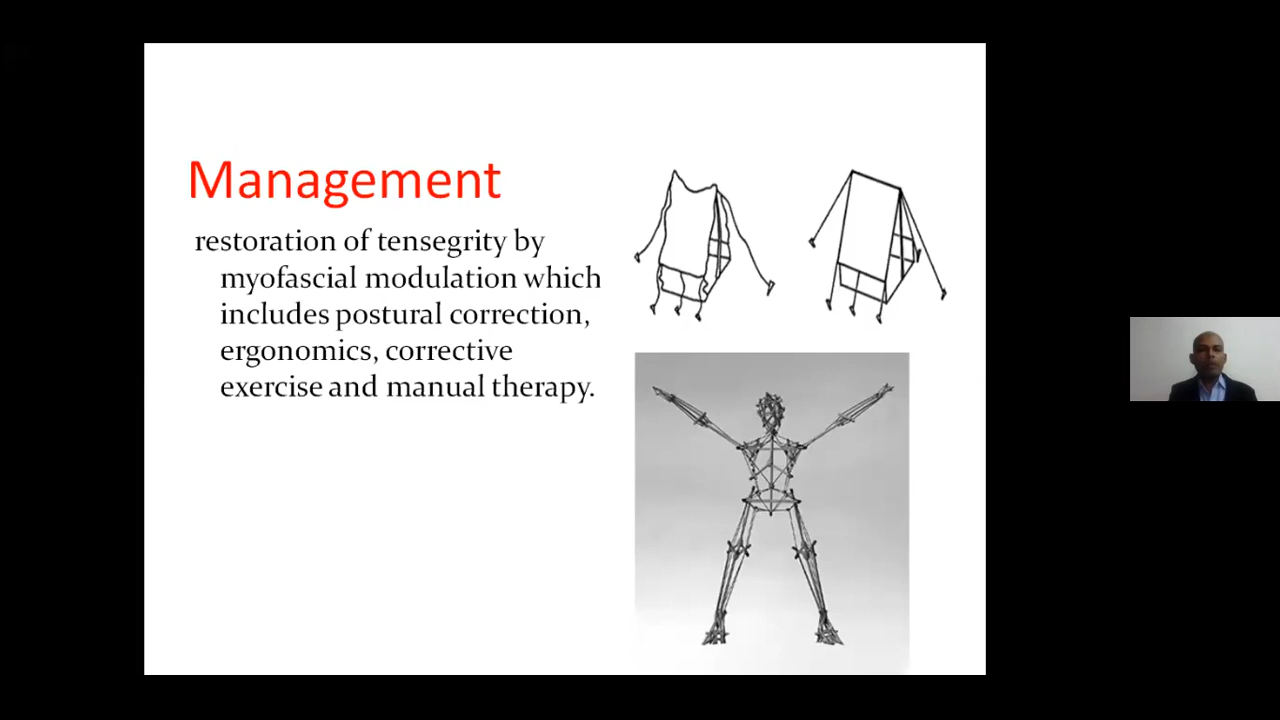 Management
restoration of tensegrity by
myofascial modulation which
includes postural correction,
ergonomics, corrective
exercise and manual therapy.